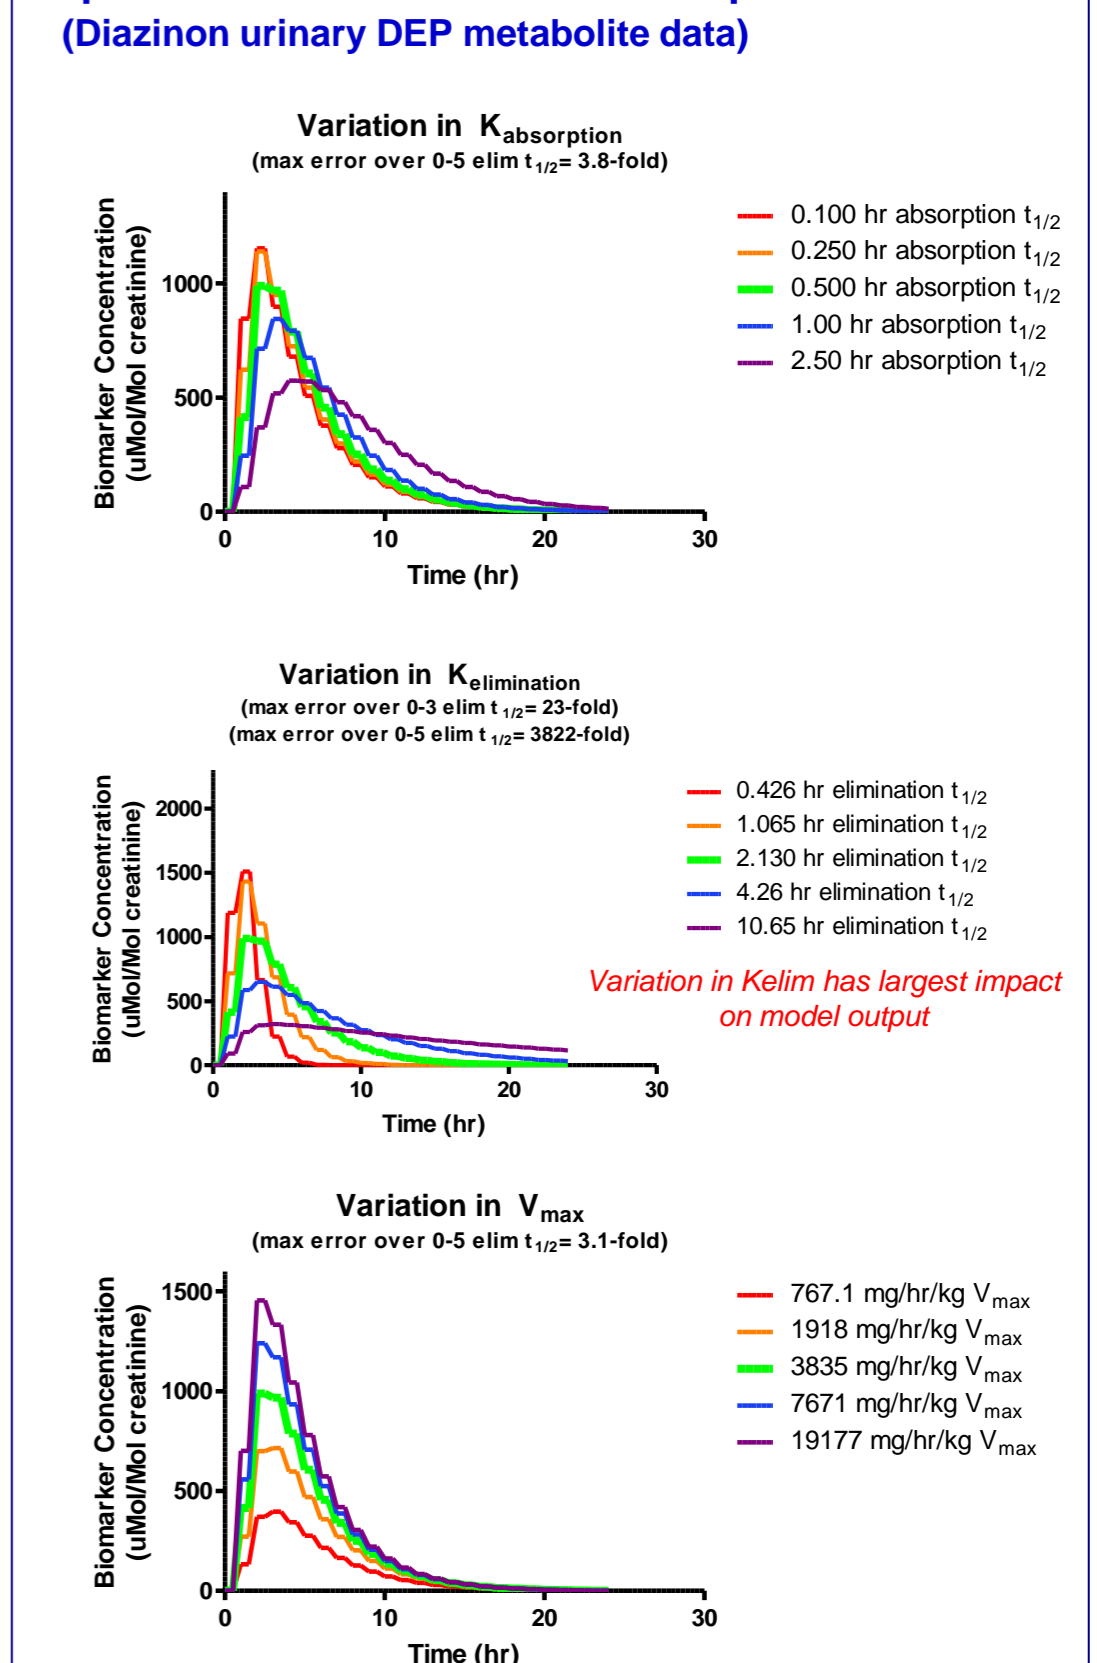 (Diazinon urinary DEP metabolite data)
Variation in K absorption
(max error over 0-5 elim t 1/2= 3.8-fold)
Biomarker Concentration
(uMol/Mol creatinine)
1000
500
0
0 10 20 30
Time (hr)
0.100 hr absorption t1/2
0.250 hr absorption t1/2
0.500 hr absorption t1/2
1.00 hr absorption t1/2
2.50 hr absorption t1/2
Variation in K elimination
(max error over 0-3 elim t 1/2= 23-fold)
(max error over 0-5 elim t 1/2= 3822-fold)
Biomarker Concentration
(uMol/Mol creatinine)
2000
1500
1000
500
0
0 10 20 30
Time (hr)
0.426 hr elimination t1/2
1.065 hr elimination t1/2
2.130 hr elimination t1/2
4.26 hr elimination t1/2
10.65 hr elimination t1/2
Variation in Kelim has largest impact
on model output
Variation in Vmax
(max error over 0-5 elim t 1/2= 3.1-fold)
Biomarker Concentration
(uMol/Mol creatinine)
1500
1000
500
0
0 10 20 30
Time (hr)
767.1 mg/hr/kg Vmax
1918 mg/hr/kg Vmax
3835 mg/hr/kg Vmax
7671 mg/hr/kg Vmax
19177 mg/hr/kg Vmax